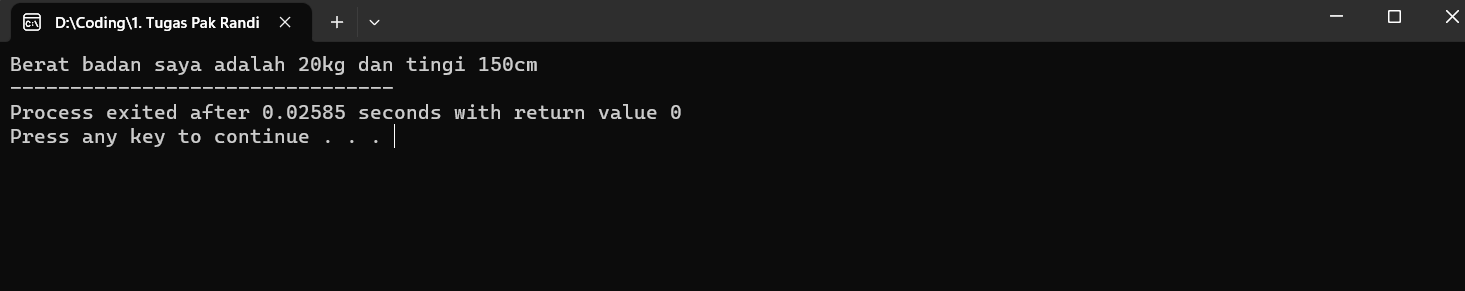 D:\Coding\1. Tugas Pak Randi
Berat badan saya adalah 20kg dan tingi 150cm
--------------------------------
Process exited after 0.02585 seconds with return value 0
Press any key to continue . . .